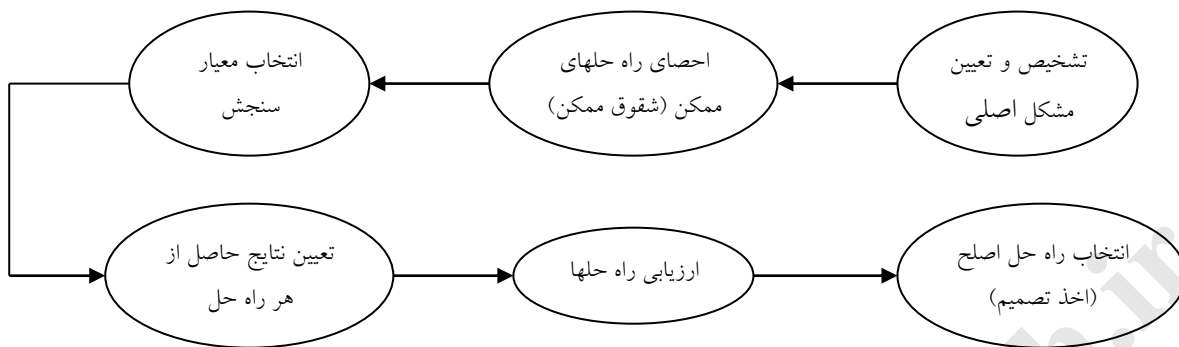 تشخیص و تعیین
مشکل اصلی
احصای راه حلهای
ممکن (شقوق ممکن)
انتخاب معیار
سنجش
تعیین نتایج حاصل از
هر راه حل
ارزیابی راه حلها
انتخاب راه حل اصلح
(اخذ تصمیم)